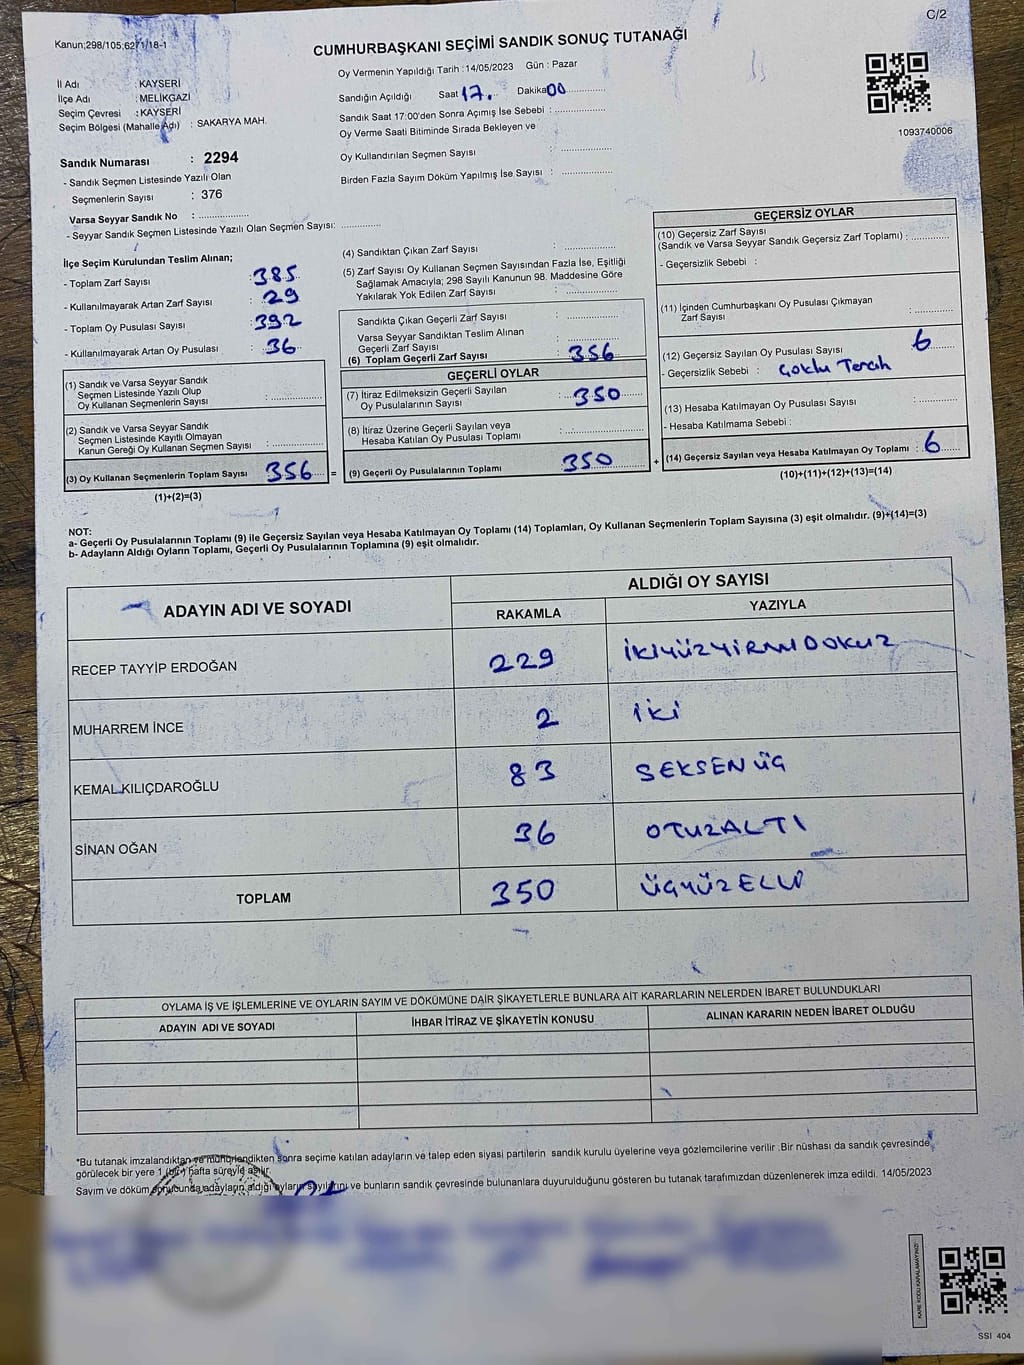 C/2
Kanun;298/105;6271/18-1
CUMHURBAŞKANI SEÇİMİ SANDIK SONUÇ TUTANAĞI
Oy Vermenin Yapıldığı Tarih :14/05/2023 Gün : Pazar
İl Adı : KAYSERİ
İlçe Adı : MELİKGAZİ
Seçim Çevresi : KAYSERİ
Seçim Bölgesi (Mahalle Adı) : SAKARYA MAH.
Sandığın Açıldığı Saat 17. Dakika 00
Sandık Saat 17:00'den Sonra Açımış İse Sebebi :
Oy Verme Saati Bitiminde Sırada Bekleyen ve
Oy Kullandırılan Seçmen Sayısı :
Birden Fazla Sayım Döküm Yapılmış İse Sayısı :
1093740006
Sandık Numarası : 2294
- Sandık Seçmen Listesinde Yazılı Olan
Seçmenlerin Sayısı : 376
Varsa Seyyar Sandık No :
- Seyyar Sandık Seçmen Listesinde Yazılı Olan Seçmen Sayısı:
İlçe Seçim Kurulundan Teslim Alınan;
- Toplam Zarf Sayısı : 385
- Kullanılmayarak Artan Zarf Sayısı : 29
- Toplam Oy Pusulası Sayısı : 392
- Kullanılmayarak Artan Oy Pusulası : 36
(1) Sandık ve Varsa Seyyar Sandık
Seçmen Listesinde Yazılı Olup
Oy Kullanan Seçmenlerin Sayısı :
(2) Sandık ve Varsa Seyyar Sandık
Seçmen Listesinde Kayıtlı Olmayan
Kanun Gereği Oy Kullanan Seçmen Sayısı :
(3) Oy Kullanan Seçmenlerin Toplam Sayısı 356 =
(1)+(2)=(3)
(4) Sandıktan Çıkan Zarf Sayısı :
(5) Zarf Sayısı Oy Kullanan Seçmen Sayısından Fazla İse, Eşitliği
Sağlamak Amacıyla; 298 Sayılı Kanunun 98. Maddesine Göre
Yakılarak Yok Edilen Zarf Sayısı :
Sandıkta Çıkan Geçerli Zarf Sayısı :
Varsa Seyyar Sandıktan Teslim Alınan
Geçerli Zarf Sayısı :
(6) Toplam Geçerli Zarf Sayısı : 356
GEÇERLİ OYLAR
(7) İtiraz Edilmeksizin Geçerli Sayılan
Oy Pusulalarının Sayısı : 350
(8) İtiraz Üzerine Geçerli Sayılan veya
Hesaba Katılan Oy Pusulası Toplamı :
(9) Geçerli Oy Pusulalarının Toplamı : 350 +
GEÇERSİZ OYLAR
(10) Geçersiz Zarf Sayısı
(Sandık ve Varsa Seyyar Sandık Geçersiz Zarf Toplamı) :
- Geçersizlik Sebebi :
(11) İçinden Cumhurbaşkanı Oy Pusulası Çıkmayan
Zarf Sayısı :
(12) Geçersiz Sayılan Oy Pusulası Sayısı : 6
- Geçersizlik Sebebi : Çoklu Tercih
(13) Hesaba Katılmayan Oy Pusulası Sayısı :
- Hesaba Katılmama Sebebi :
(14) Geçersiz Sayılan veya Hesaba Katılmayan Oy Toplamı : 6
(10)+(11)+(12)+(13)=(14)
NOT:
a- Geçerli Oy Pusulalarının Toplamı (9) ile Geçersiz Sayılan veya Hesaba Katılmayan Oy Toplamı (14) Toplamları, Oy Kullanan Seçmenlerin Toplam Sayısına (3) eşit olmalıdır. (9)+(14)=(3)
b- Adayların Aldığı Oyların Toplamı, Geçerli Oy Pusulalarının Toplamına (9) eşit olmalıdır.
ADAYIN ADI VE SOYADI
ALDIĞI OY SAYISI
RAKAMLA YAZIYLA
RECEP TAYYİP ERDOĞAN 229 İKİYÜZYİRMİDOKUZ
MUHARREM İNCE 2 İKİ
KEMAL KILIÇDAROĞLU 83 SEKSEN ÜÇ
SİNAN OĞAN 36 OTUZALTI
TOPLAM 350 ÜÇYÜZELLİ
OYLAMA İŞ VE İŞLEMLERİNE VE OYLARIN SAYIM VE DÖKÜMÜNE DAİR ŞİKAYETLERLE BUNLARA AİT KARARLARIN NELERDEN İBARET BULUNDUKLARI
ADAYIN ADI VE SOYADI İHBAR İTİRAZ VE ŞİKAYETİN KONUSU ALINAN KARARIN NEDEN İBARET OLDUĞU
*Bu tutanak imzalandıktan ve mühürlendikten sonra seçime katılan adayların ve talep eden siyasi partilerin sandık kurulu üyelerine veya gözlemcilerine verilir .Bir nüshası da sandık çevresinde
görülecek bir yere 1 (bir) hafta süreyle asılır.
Sayım ve döküm sonucunda adayların aldığı oyların sayılarını ve bunların sandık çevresinde bulunanlara duyurulduğunu gösteren bu tutanak tarafımızdan düzenlenerek imza edildi. 14/05/2023
KARE KODU KARALAMAYINIZ!
SSI 404